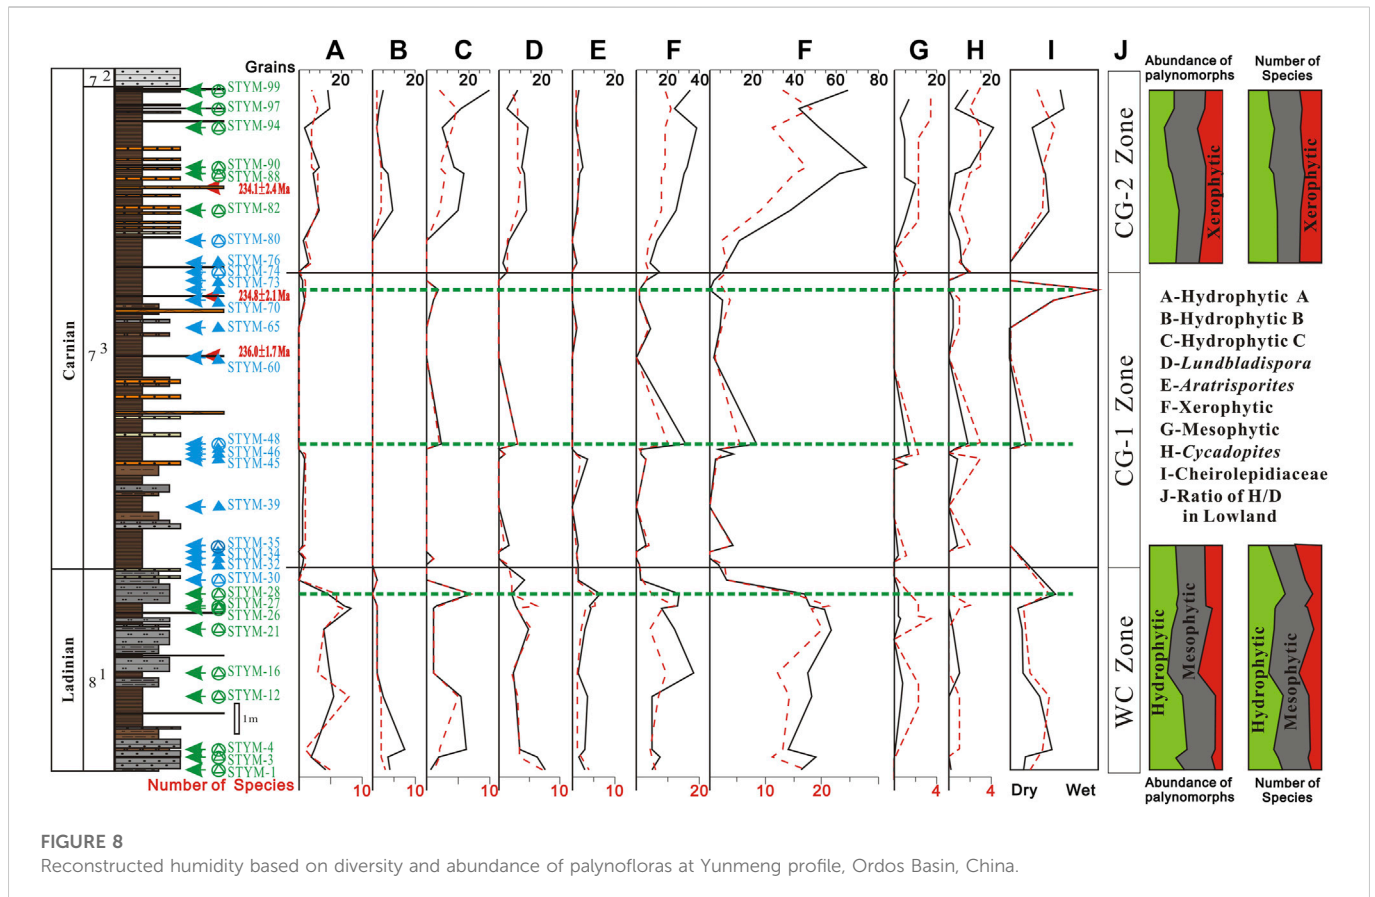 A B C D E F F G H I J
Grains 20 20 20 20 20 20 40 20 40 60 80 20 20
Abundance of palynomorphs
Number of Species
7 2
STYM-99
STYM-97
STYM-94
STYM-90
STYM-88
234.1±2.4 Ma
STYM-82
STYM-80
STYM-76
STYM-74
STYM-73
234.8±2.1 Ma
STYM-70
STYM-65
236.0±1.7 Ma
STYM-60
STYM-48
STYM-46
STYM-45
STYM-39
STYM-35
STYM-34
STYM-32
STYM-30
STYM-28
STYM-27
STYM-26
STYM-21
STYM-16
STYM-12
1m
STYM-4
STYM-3
STYM-1
Carnian
7 3
Ladinian
8 1
CG-2 Zone
CG-1 Zone
WC Zone
Xerophytic
Xerophytic
A-Hydrophytic A
B-Hydrophytic B
C-Hydrophytic C
D-Lundbladispora
E-Aratrisporites
F-Xerophytic
G-Mesophytic
H-Cycadopites
I-Cheirolepidiaceae
J-Ratio of H/D
in Lowland
Hydrophytic
Mesophytic
Hydrophytic
Mesophytic
Number of Species 10 10 10 10 10 20 10 20 4 4
Dry Wet
Abundance of palynomorphs
Number of Species
FIGURE 8
Reconstructed humidity based on diversity and abundance of palynofloras at Yunmeng profile, Ordos Basin, China.